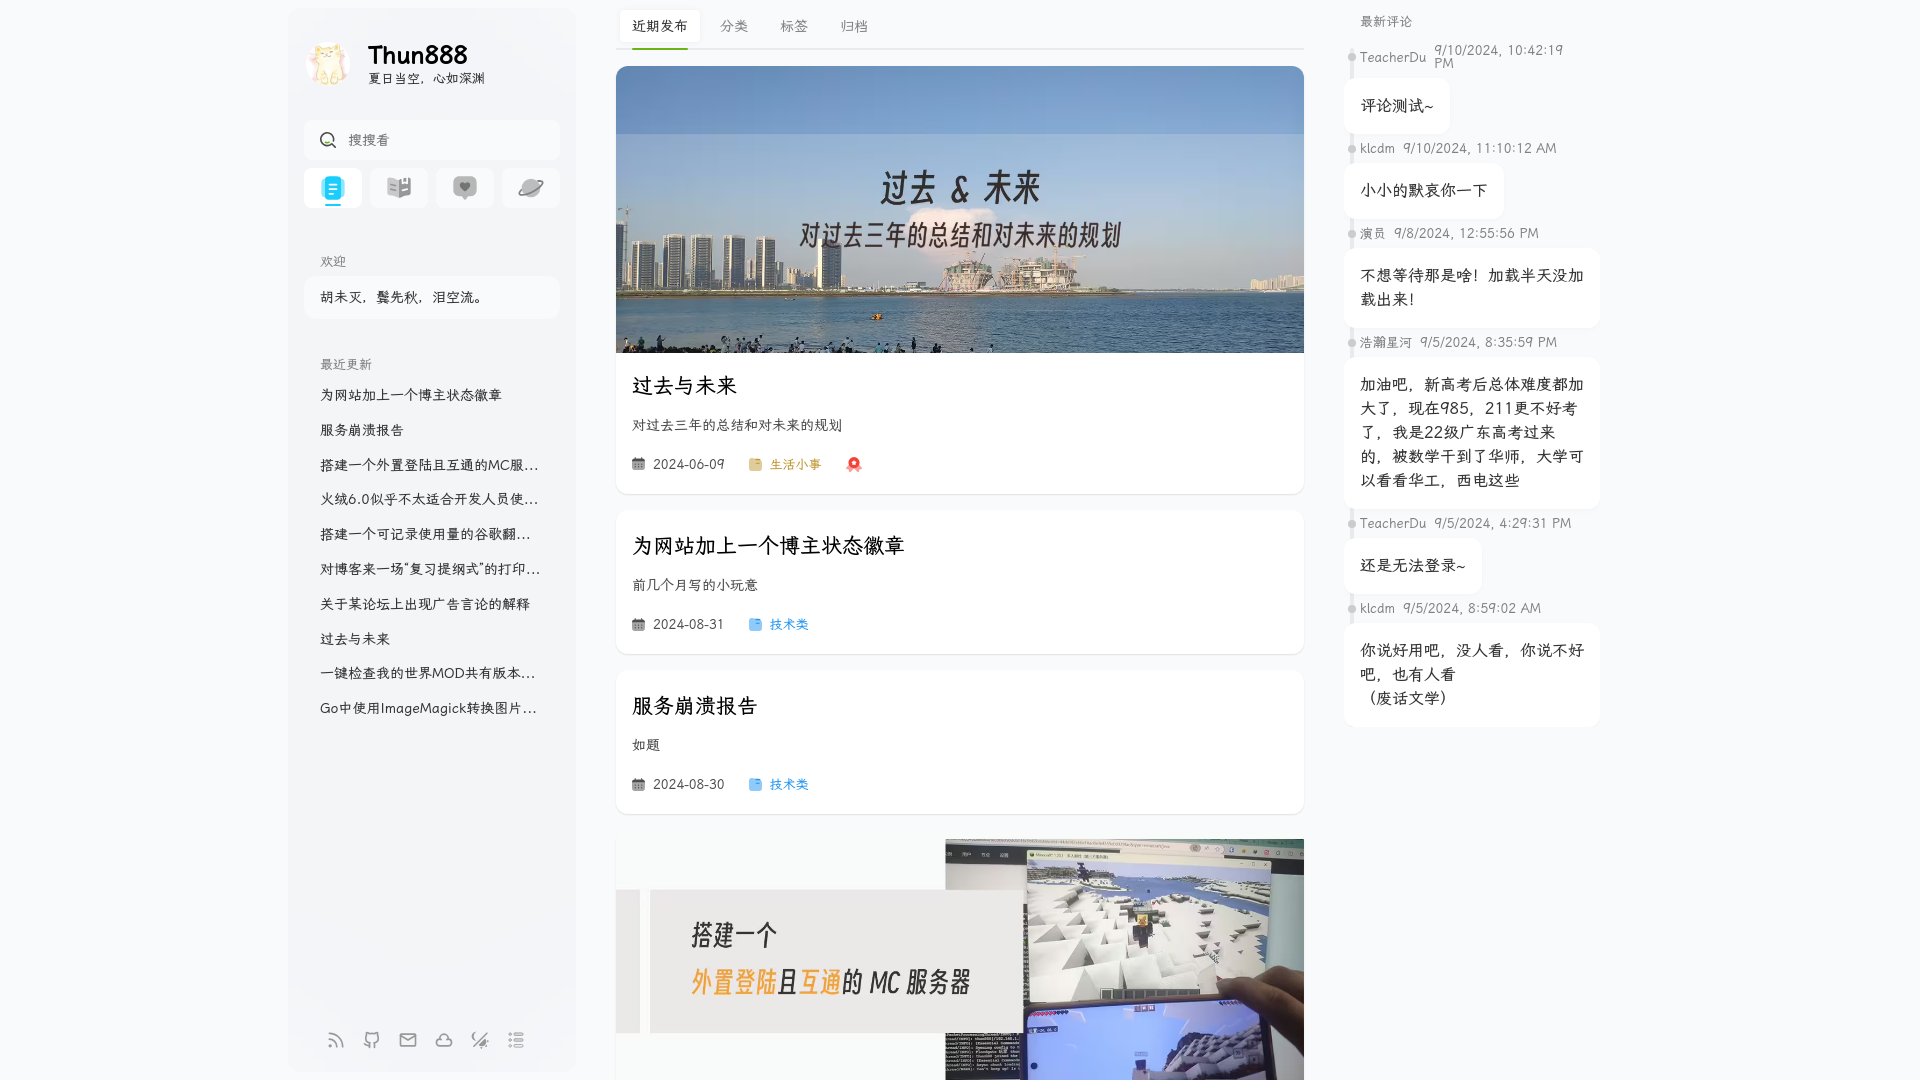 Thun888
夏日当空，心如深渊
搜搜看
欢迎
胡未灭，鬓先秋，泪空流。
最近更新
为网站加上一个博主状态徽章
服务崩溃报告
搭建一个外置登陆且互通的MC服...
火绒6.0似乎不太适合开发人员使...
搭建一个可记录使用量的谷歌翻...
对博客来一场“复习提纲式”的打印...
关于某论坛上出现广告言论的解释
过去与未来
一键检查我的世界MOD共有版本...
Go中使用ImageMagick转换图片...
近期发布 分类 标签 归档
过去 & 未来
对过去三年的总结和对未来的规划
过去与未来
对过去三年的总结和对未来的规划
2024-06-09 生活小事
为网站加上一个博主状态徽章
前几个月写的小玩意
2024-08-31 技术类
服务崩溃报告
如题
2024-08-30 技术类
搭建一个
外置登陆且互通的 MC 服务器
最新评论
TeacherDu 9/10/2024, 10:42:19
PM
评论测试~
klcdm 9/10/2024, 11:10:12 AM
小小的默哀你一下
演员 9/8/2024, 12:55:56 PM
不想等待那是啥！加载半天没加
载出来！
浩瀚星河 9/5/2024, 8:35:59 PM
加油吧，新高考后总体难度都加
大了，现在985，211更不好考
了，我是22级广东高考过来
的，被数学干到了华师，大学可
以看看华工，西电这些
TeacherDu 9/5/2024, 4:29:31 PM
还是无法登录~
klcdm 9/5/2024, 8:59:02 AM
你说好用吧，没人看，你说不好
吧，也有人看
（废话文学）